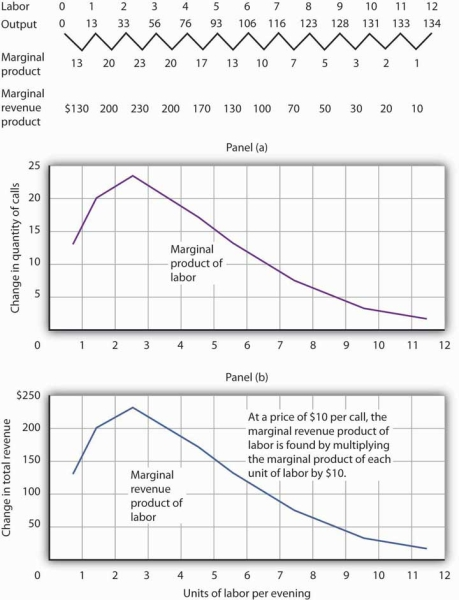 Labor 0 1 2 3 4 5 6 7 8 9 10 11 12
Output 0 13 33 56 76 93 106 116 123 128 131 133 134
Marginal
product 13 20 23 20 17 13 10 7 5 3 2 1
Marginal
revenue
product $130 200 230 200 170 130 100 70 50 30 20 10
Panel (a)
Change in quantity of calls
25
20
15
10
5
Marginal
product of
labor
0 1 2 3 4 5 6 7 8 9 10 11 12
Panel (b)
Change in total revenue
$250
200
150
100
50
At a price of $10 per call, the
marginal revenue product of
labor is found by multiplying
the marginal product of each
unit of labor by $10.
Marginal
revenue
product of
labor
0 1 2 3 4 5 6 7 8 9 10 11 12
Units of labor per evening